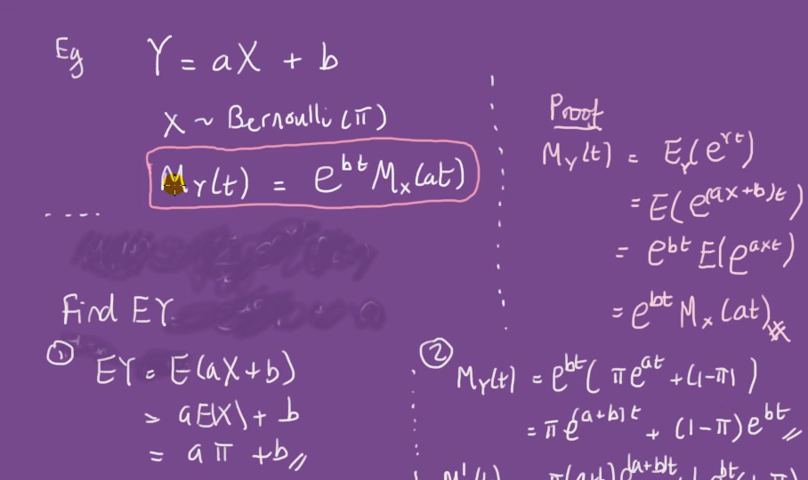 Eg Y = aX + b
X ~ Bernoulli(π)
M_Y(t) = e^{bt} M_X(at)
Proof
M_Y(t) = E_Y(e^{Yt})
= E(e^{(aX+b)t})
= e^{bt} E(e^{aXt})
= e^{bt} M_X(at)
Find EY
① EY = E(aX+b)
= aE(X) + b
= aπ + b //
② M_Y(t) = e^{bt}(πe^{at} + (1-π))
= πe^{(a+b)t} + (1-π)e^{bt} //